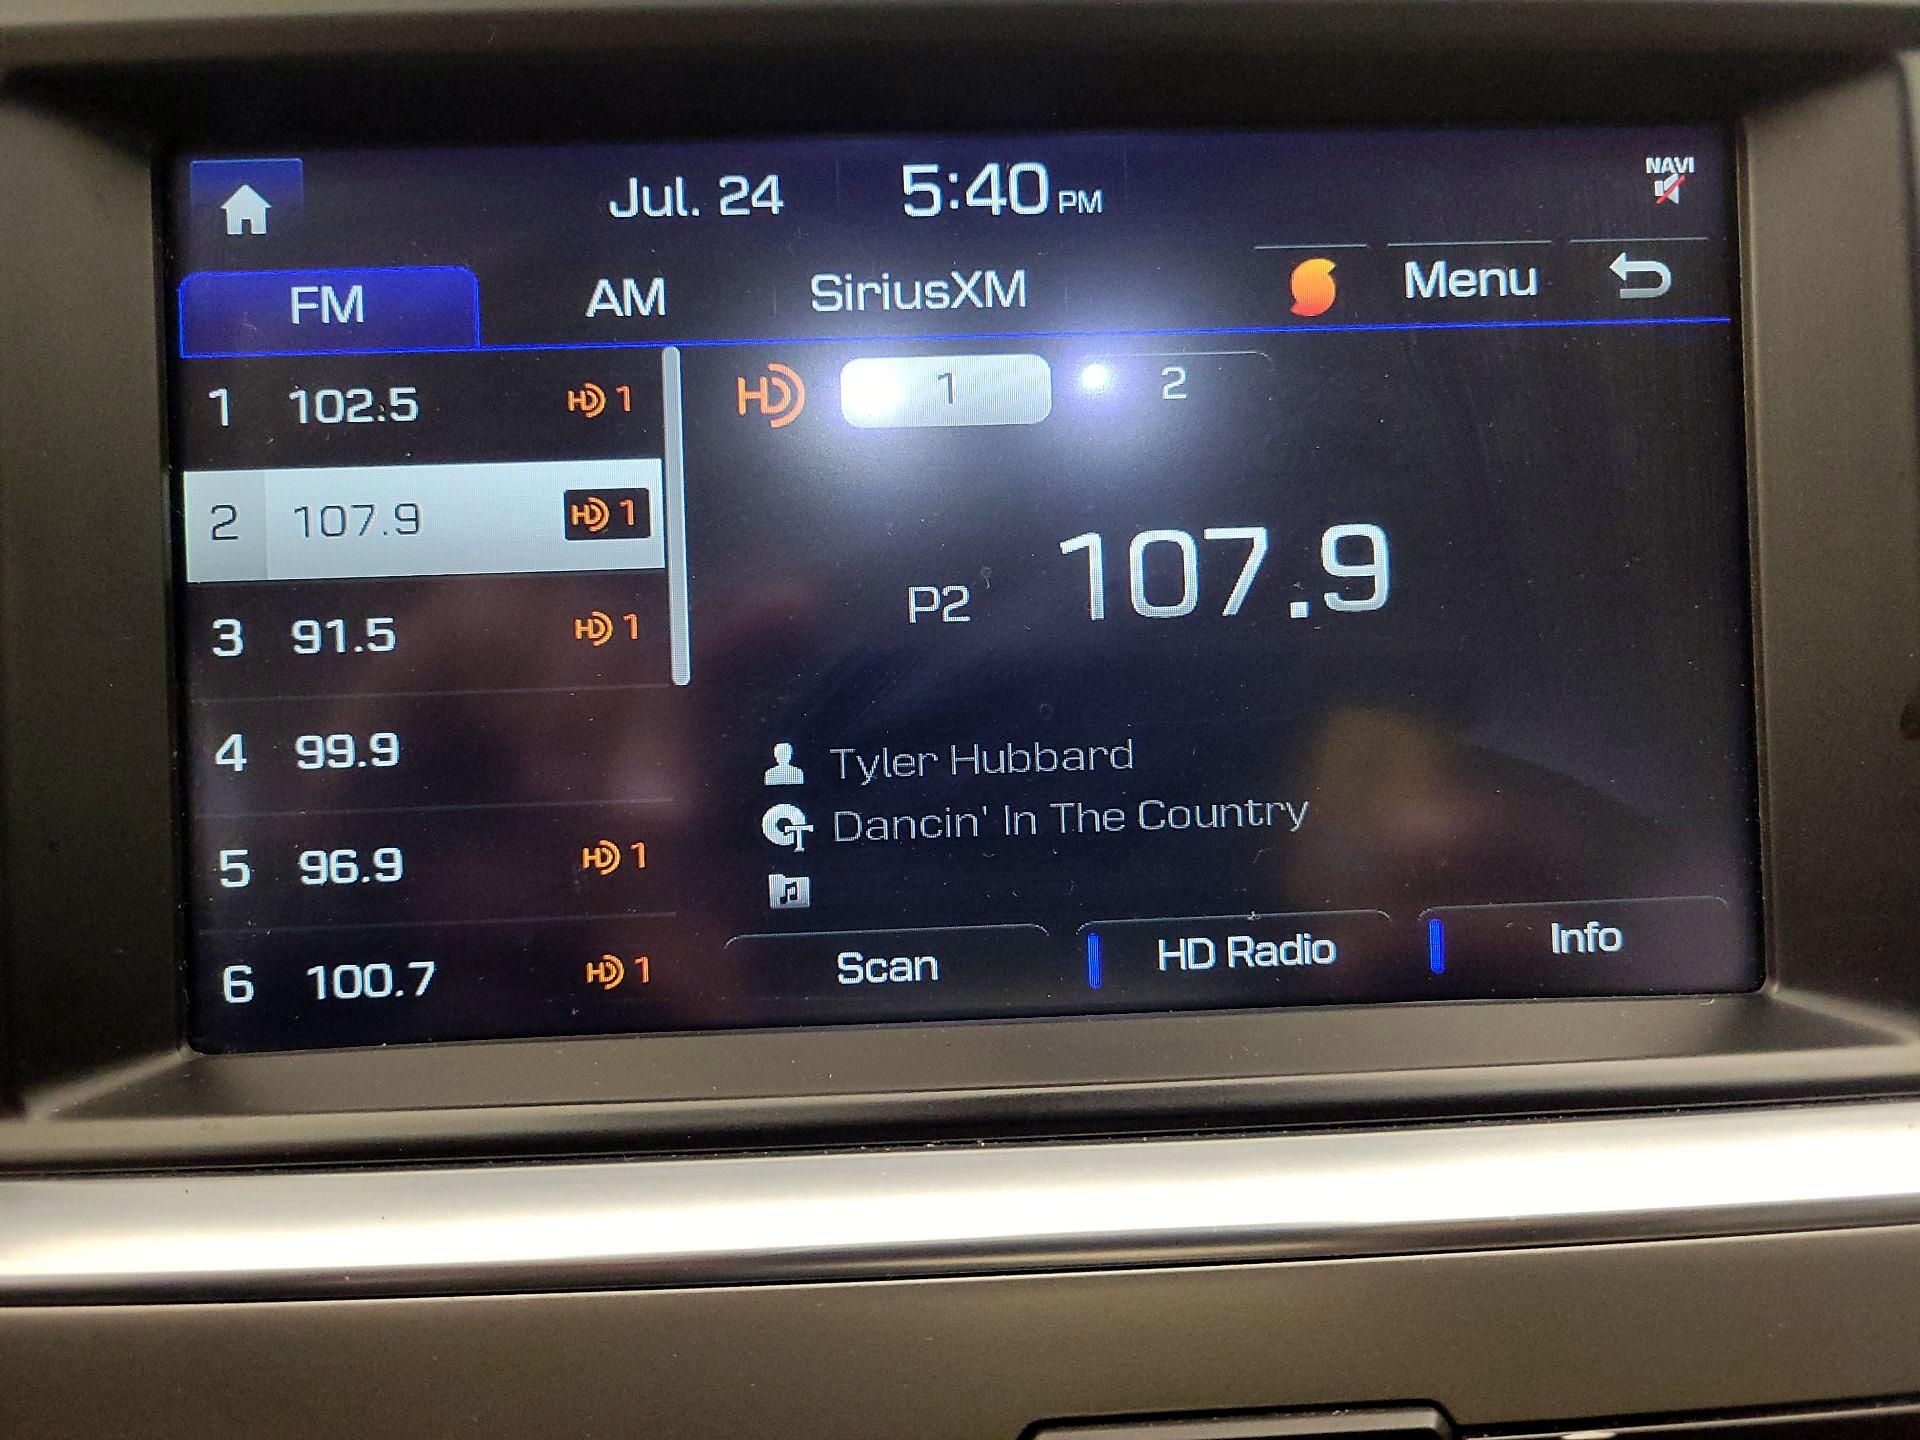 Jul. 24 5:40 PM NAVI
FM AM SiriusXM Menu
1 102.5 HD 1
HD 1 2
2 107.9 HD 1
P2 107.9
3 91.5 HD 1
4 99.9
5 96.9 HD 1
6 100.7 HD 1
Tyler Hubbard
Dancin' In The Country
Scan HD Radio Info